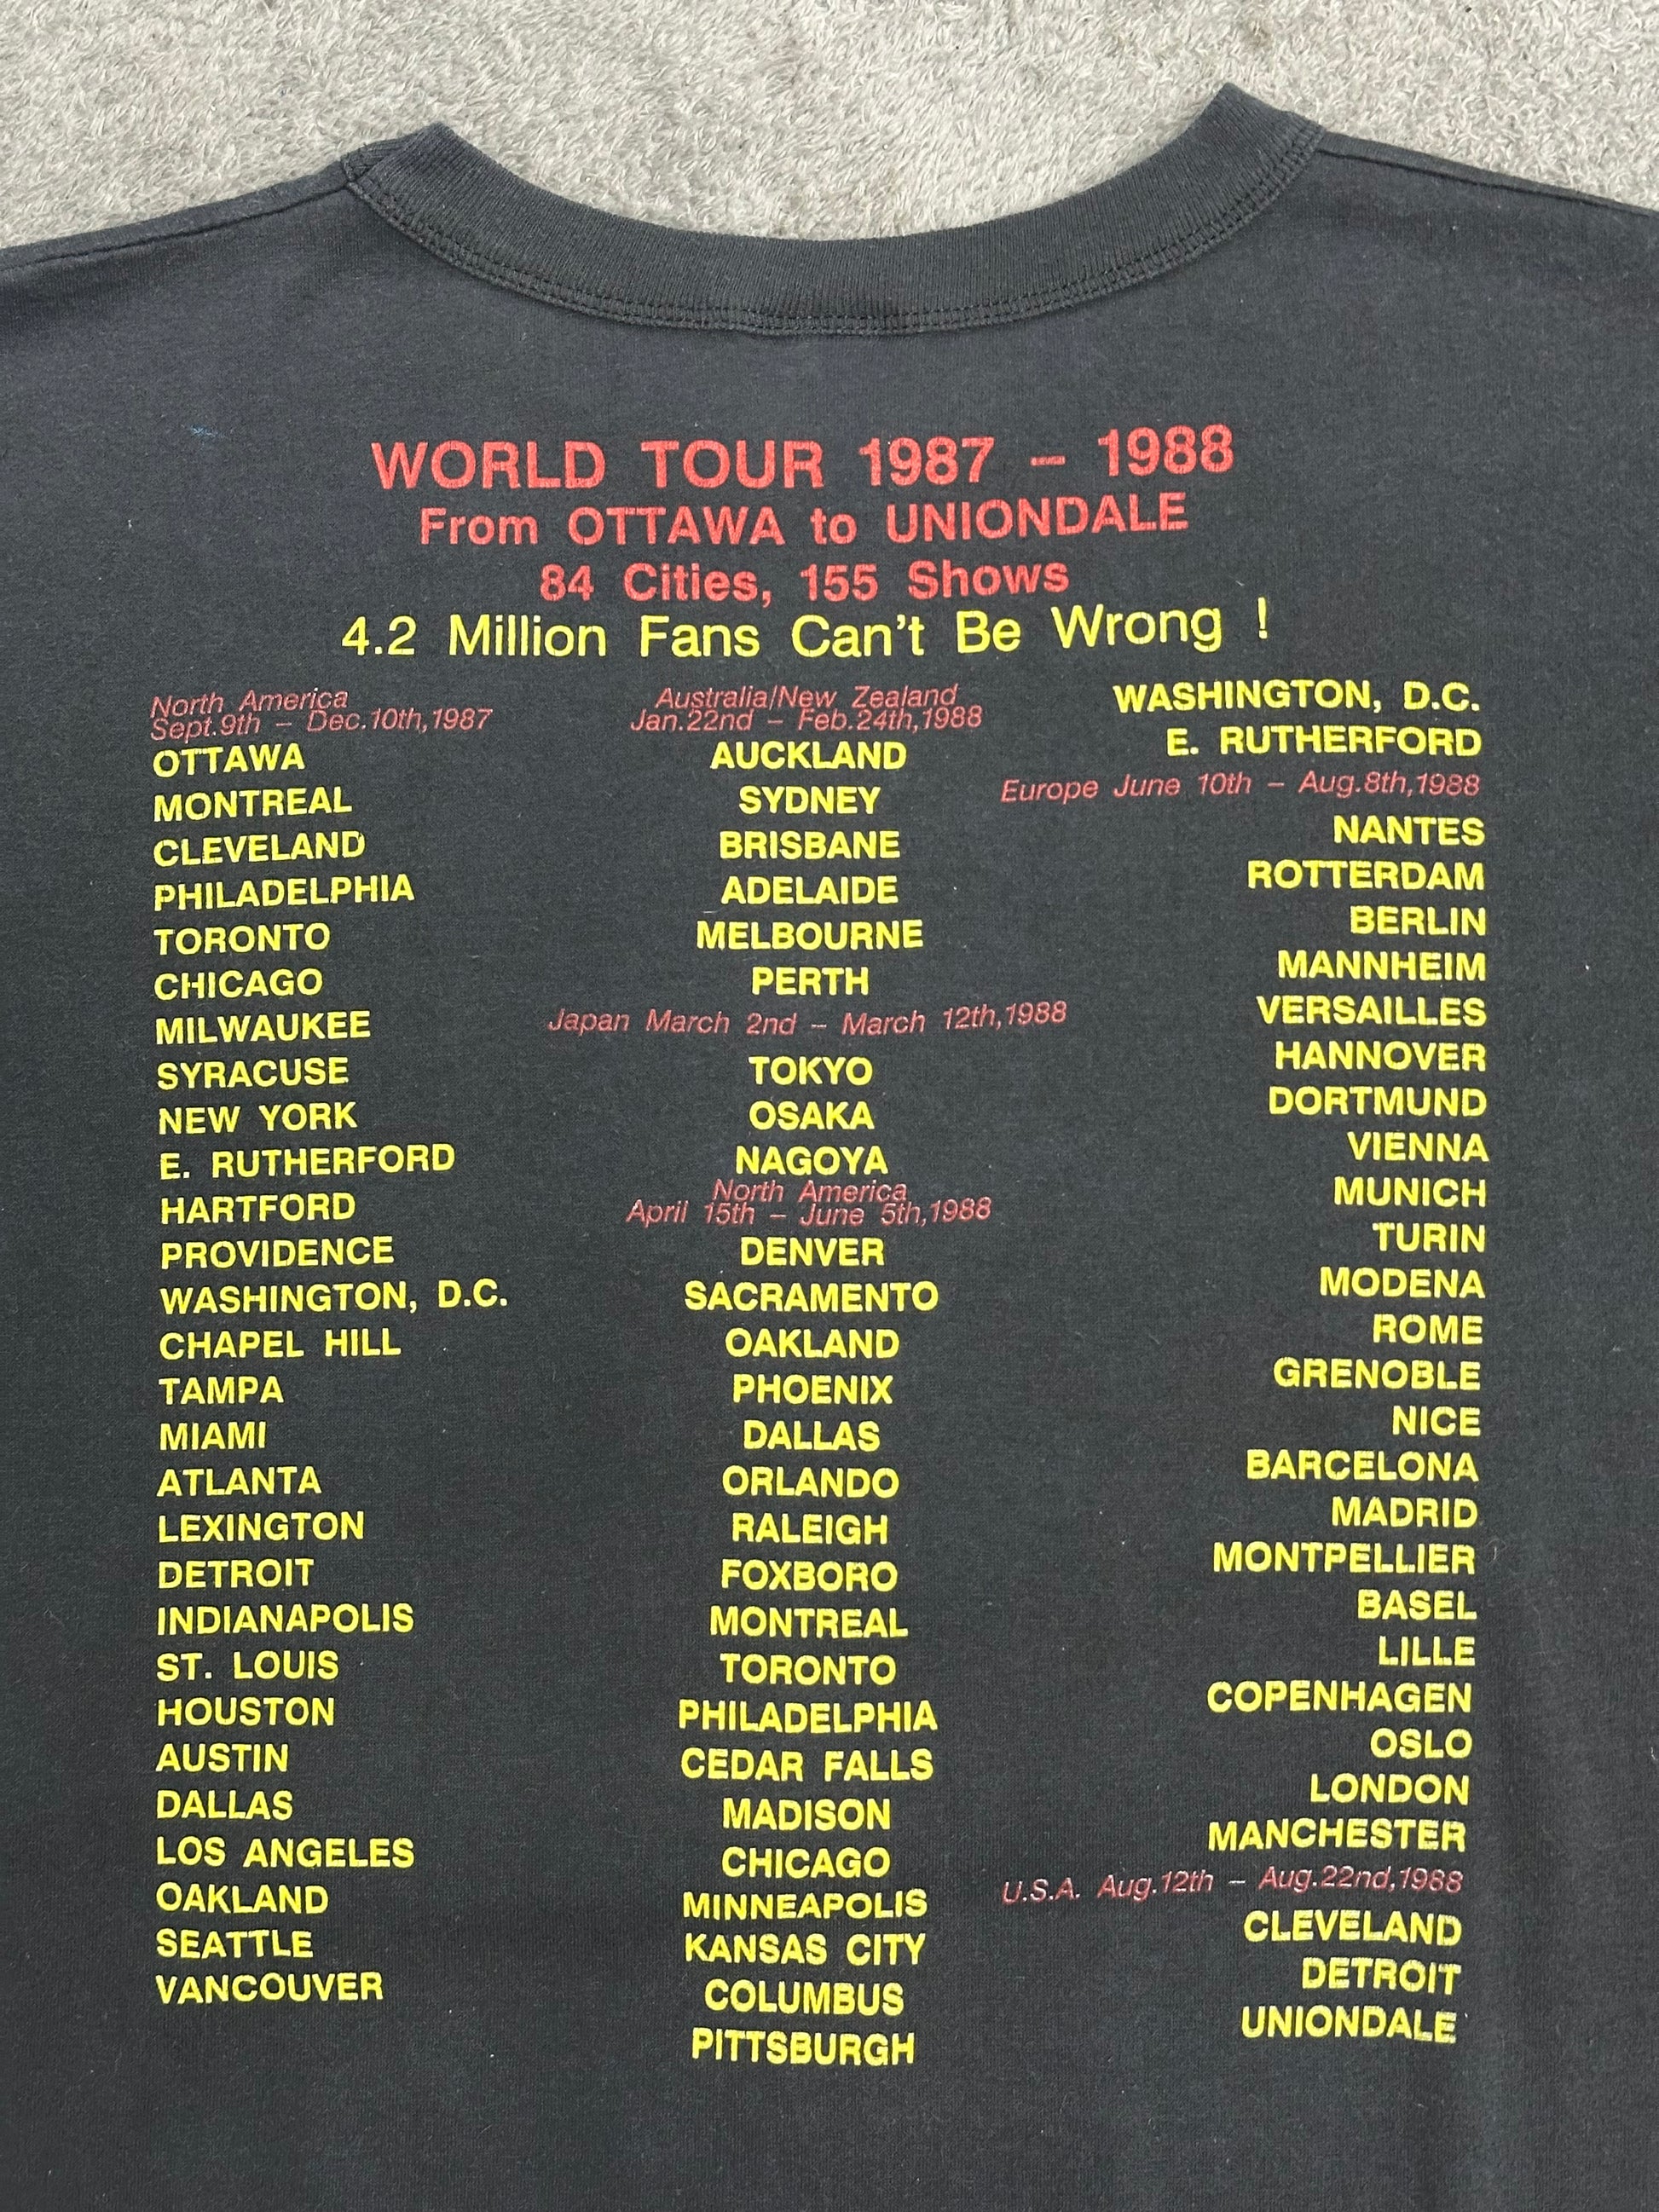 WORLD TOUR 1987 – 1988
From OTTAWA to UNIONDALE
84 Cities, 155 Shows
4.2 Million Fans Can't Be Wrong !
North America
Sept.9th – Dec.10th,1987
OTTAWA
MONTREAL
CLEVELAND
PHILADELPHIA
TORONTO
CHICAGO
MILWAUKEE
SYRACUSE
NEW YORK
E. RUTHERFORD
HARTFORD
PROVIDENCE
WASHINGTON, D.C.
CHAPEL HILL
TAMPA
MIAMI
ATLANTA
LEXINGTON
DETROIT
INDIANAPOLIS
ST. LOUIS
HOUSTON
AUSTIN
DALLAS
LOS ANGELES
OAKLAND
SEATTLE
VANCOUVER
Australia/New Zealand
Jan.22nd – Feb.24th,1988
AUCKLAND
SYDNEY
BRISBANE
ADELAIDE
MELBOURNE
PERTH
Japan March 2nd – March 12th,1988
TOKYO
OSAKA
NAGOYA
North America
April 15th – June 5th,1988
DENVER
SACRAMENTO
OAKLAND
PHOENIX
DALLAS
ORLANDO
RALEIGH
FOXBORO
MONTREAL
TORONTO
PHILADELPHIA
CEDAR FALLS
MADISON
CHICAGO
MINNEAPOLIS
KANSAS CITY
COLUMBUS
PITTSBURGH
WASHINGTON, D.C.
E. RUTHERFORD
Europe June 10th – Aug.8th,1988
NANTES
ROTTERDAM
BERLIN
MANNHEIM
VERSAILLES
HANNOVER
DORTMUND
VIENNA
MUNICH
TURIN
MODENA
ROME
GRENOBLE
NICE
BARCELONA
MADRID
MONTPELLIER
BASEL
LILLE
COPENHAGEN
OSLO
LONDON
MANCHESTER
U.S.A. Aug.12th – Aug.22nd,1988
CLEVELAND
DETROIT
UNIONDALE